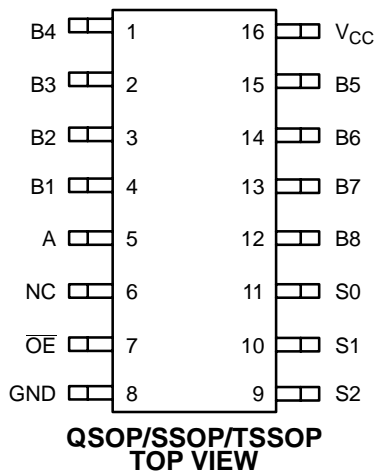 B4 1 16 VCC
B3 2 15 B5
B2 3 14 B6
B1 4 13 B7
A 5 12 B8
NC 6 11 S0
O̅E̅ 7 10 S1
GND 8 9 S2
QSOP/SSOP/TSSOP
TOP VIEW